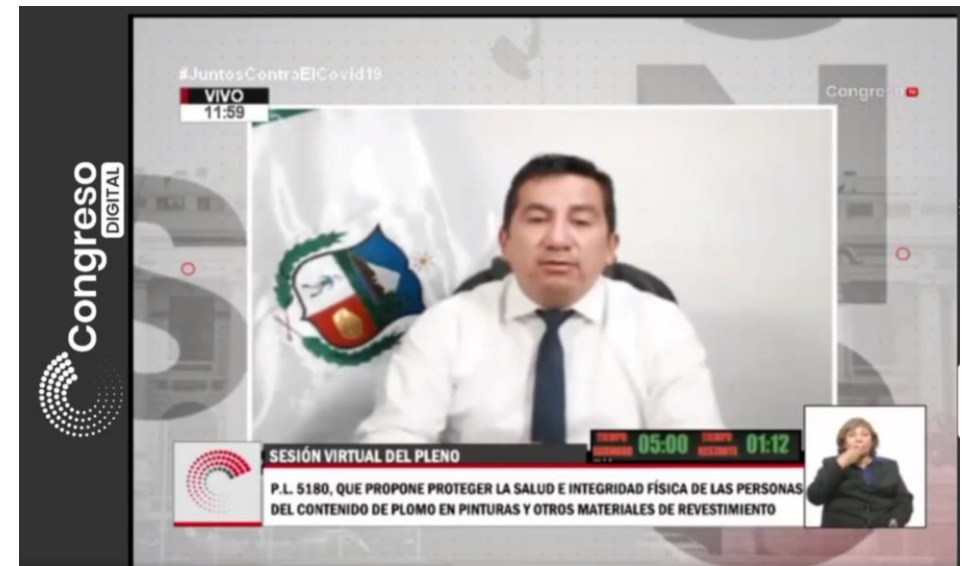 Congreso
DIGITAL
#JuntosContraElCovid19
VIVO
11:59
SESIÓN VIRTUAL DEL PLENO
05:00
01:12
P.L. 5180, QUE PROPONE PROTEGER LA SALUD E INTEGRIDAD FÍSICA DE LAS PERSONAS
DEL CONTENIDO DE PLOMO EN PINTURAS Y OTROS MATERIALES DE REVESTIMIENTO